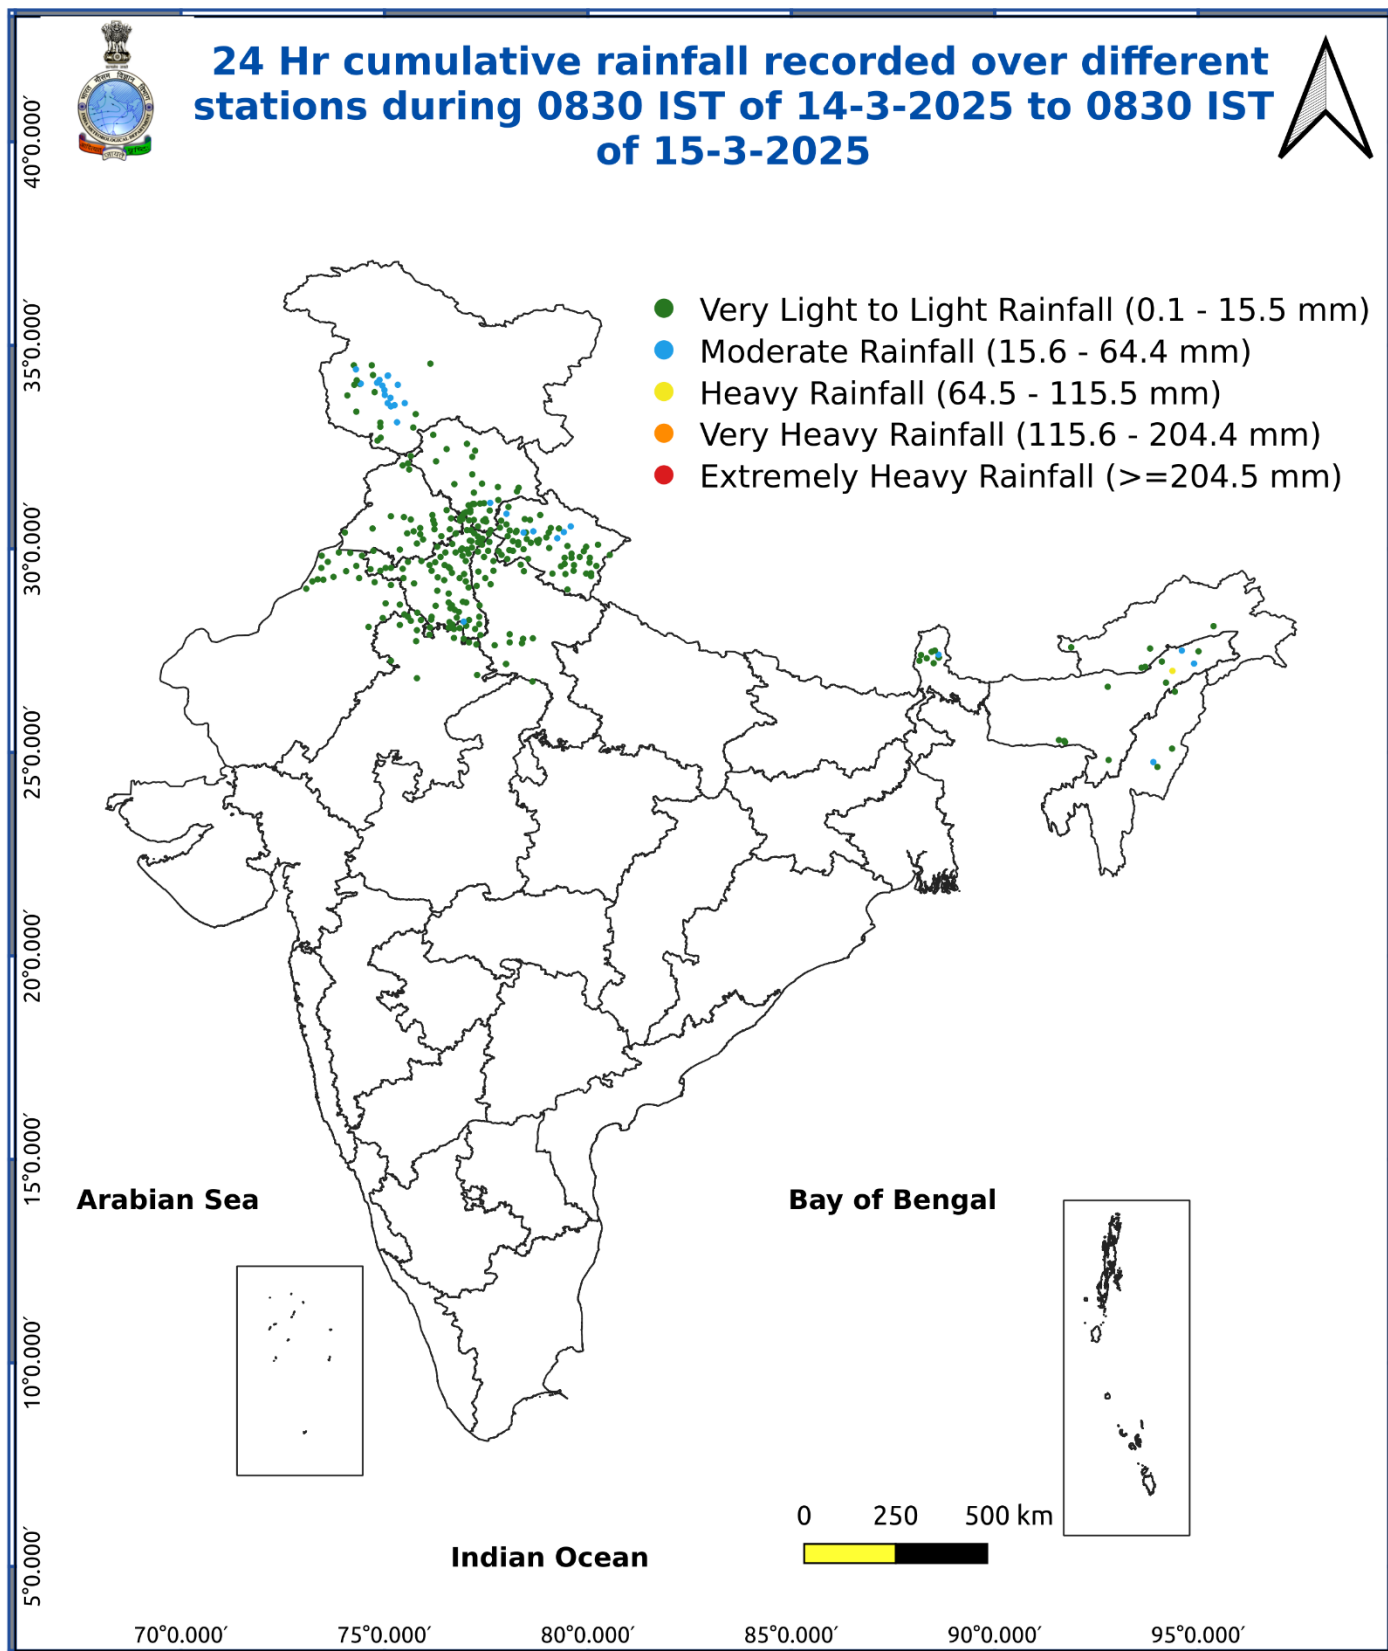 24 Hr cumulative rainfall recorded over different
stations during 0830 IST of 14-3-2025 to 0830 IST
of 15-3-2025
Very Light to Light Rainfall (0.1 - 15.5 mm)
Moderate Rainfall (15.6 - 64.4 mm)
Heavy Rainfall (64.5 - 115.5 mm)
Very Heavy Rainfall (115.6 - 204.4 mm)
Extremely Heavy Rainfall (>=204.5 mm)
40°0.000′
35°0.000′
30°0.000′
25°0.000′
20°0.000′
15°0.000′
10°0.000′
5°0.000′
Arabian Sea
Bay of Bengal
Indian Ocean
0 250 500 km
70°0.000′ 75°0.000′ 80°0.000′ 85°0.000′ 90°0.000′ 95°0.000′